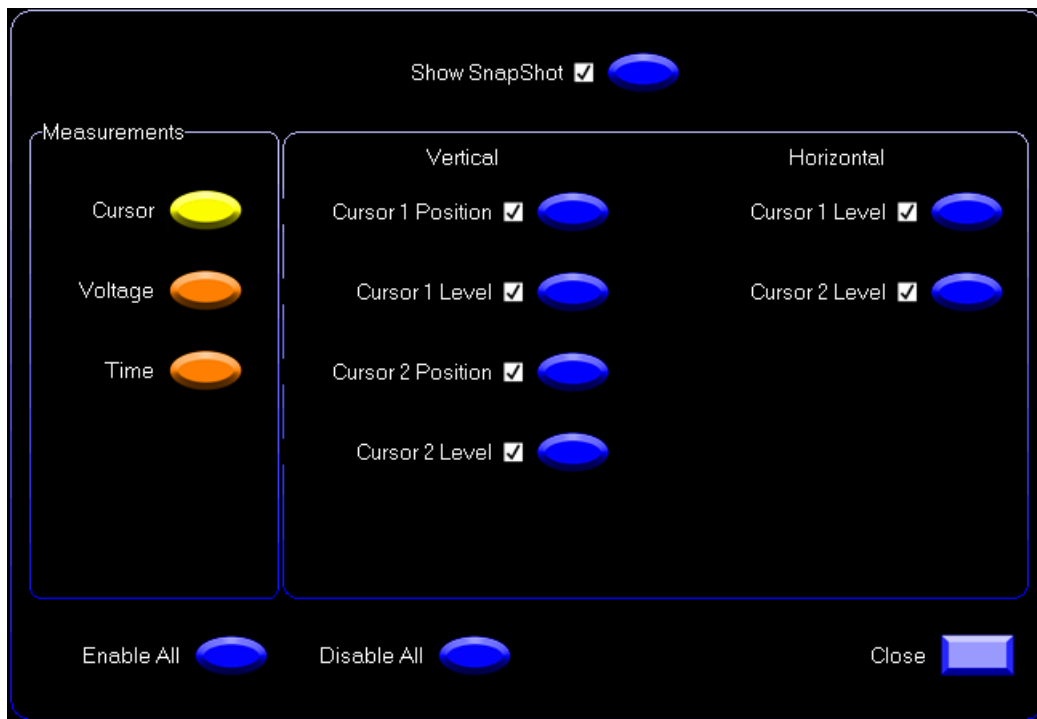 Show SnapShot
Measurements
Vertical Horizontal
Cursor Cursor 1 Position Cursor 1 Level
Voltage Cursor 1 Level Cursor 2 Level
Time Cursor 2 Position
Cursor 2 Level
Enable All Disable All Close